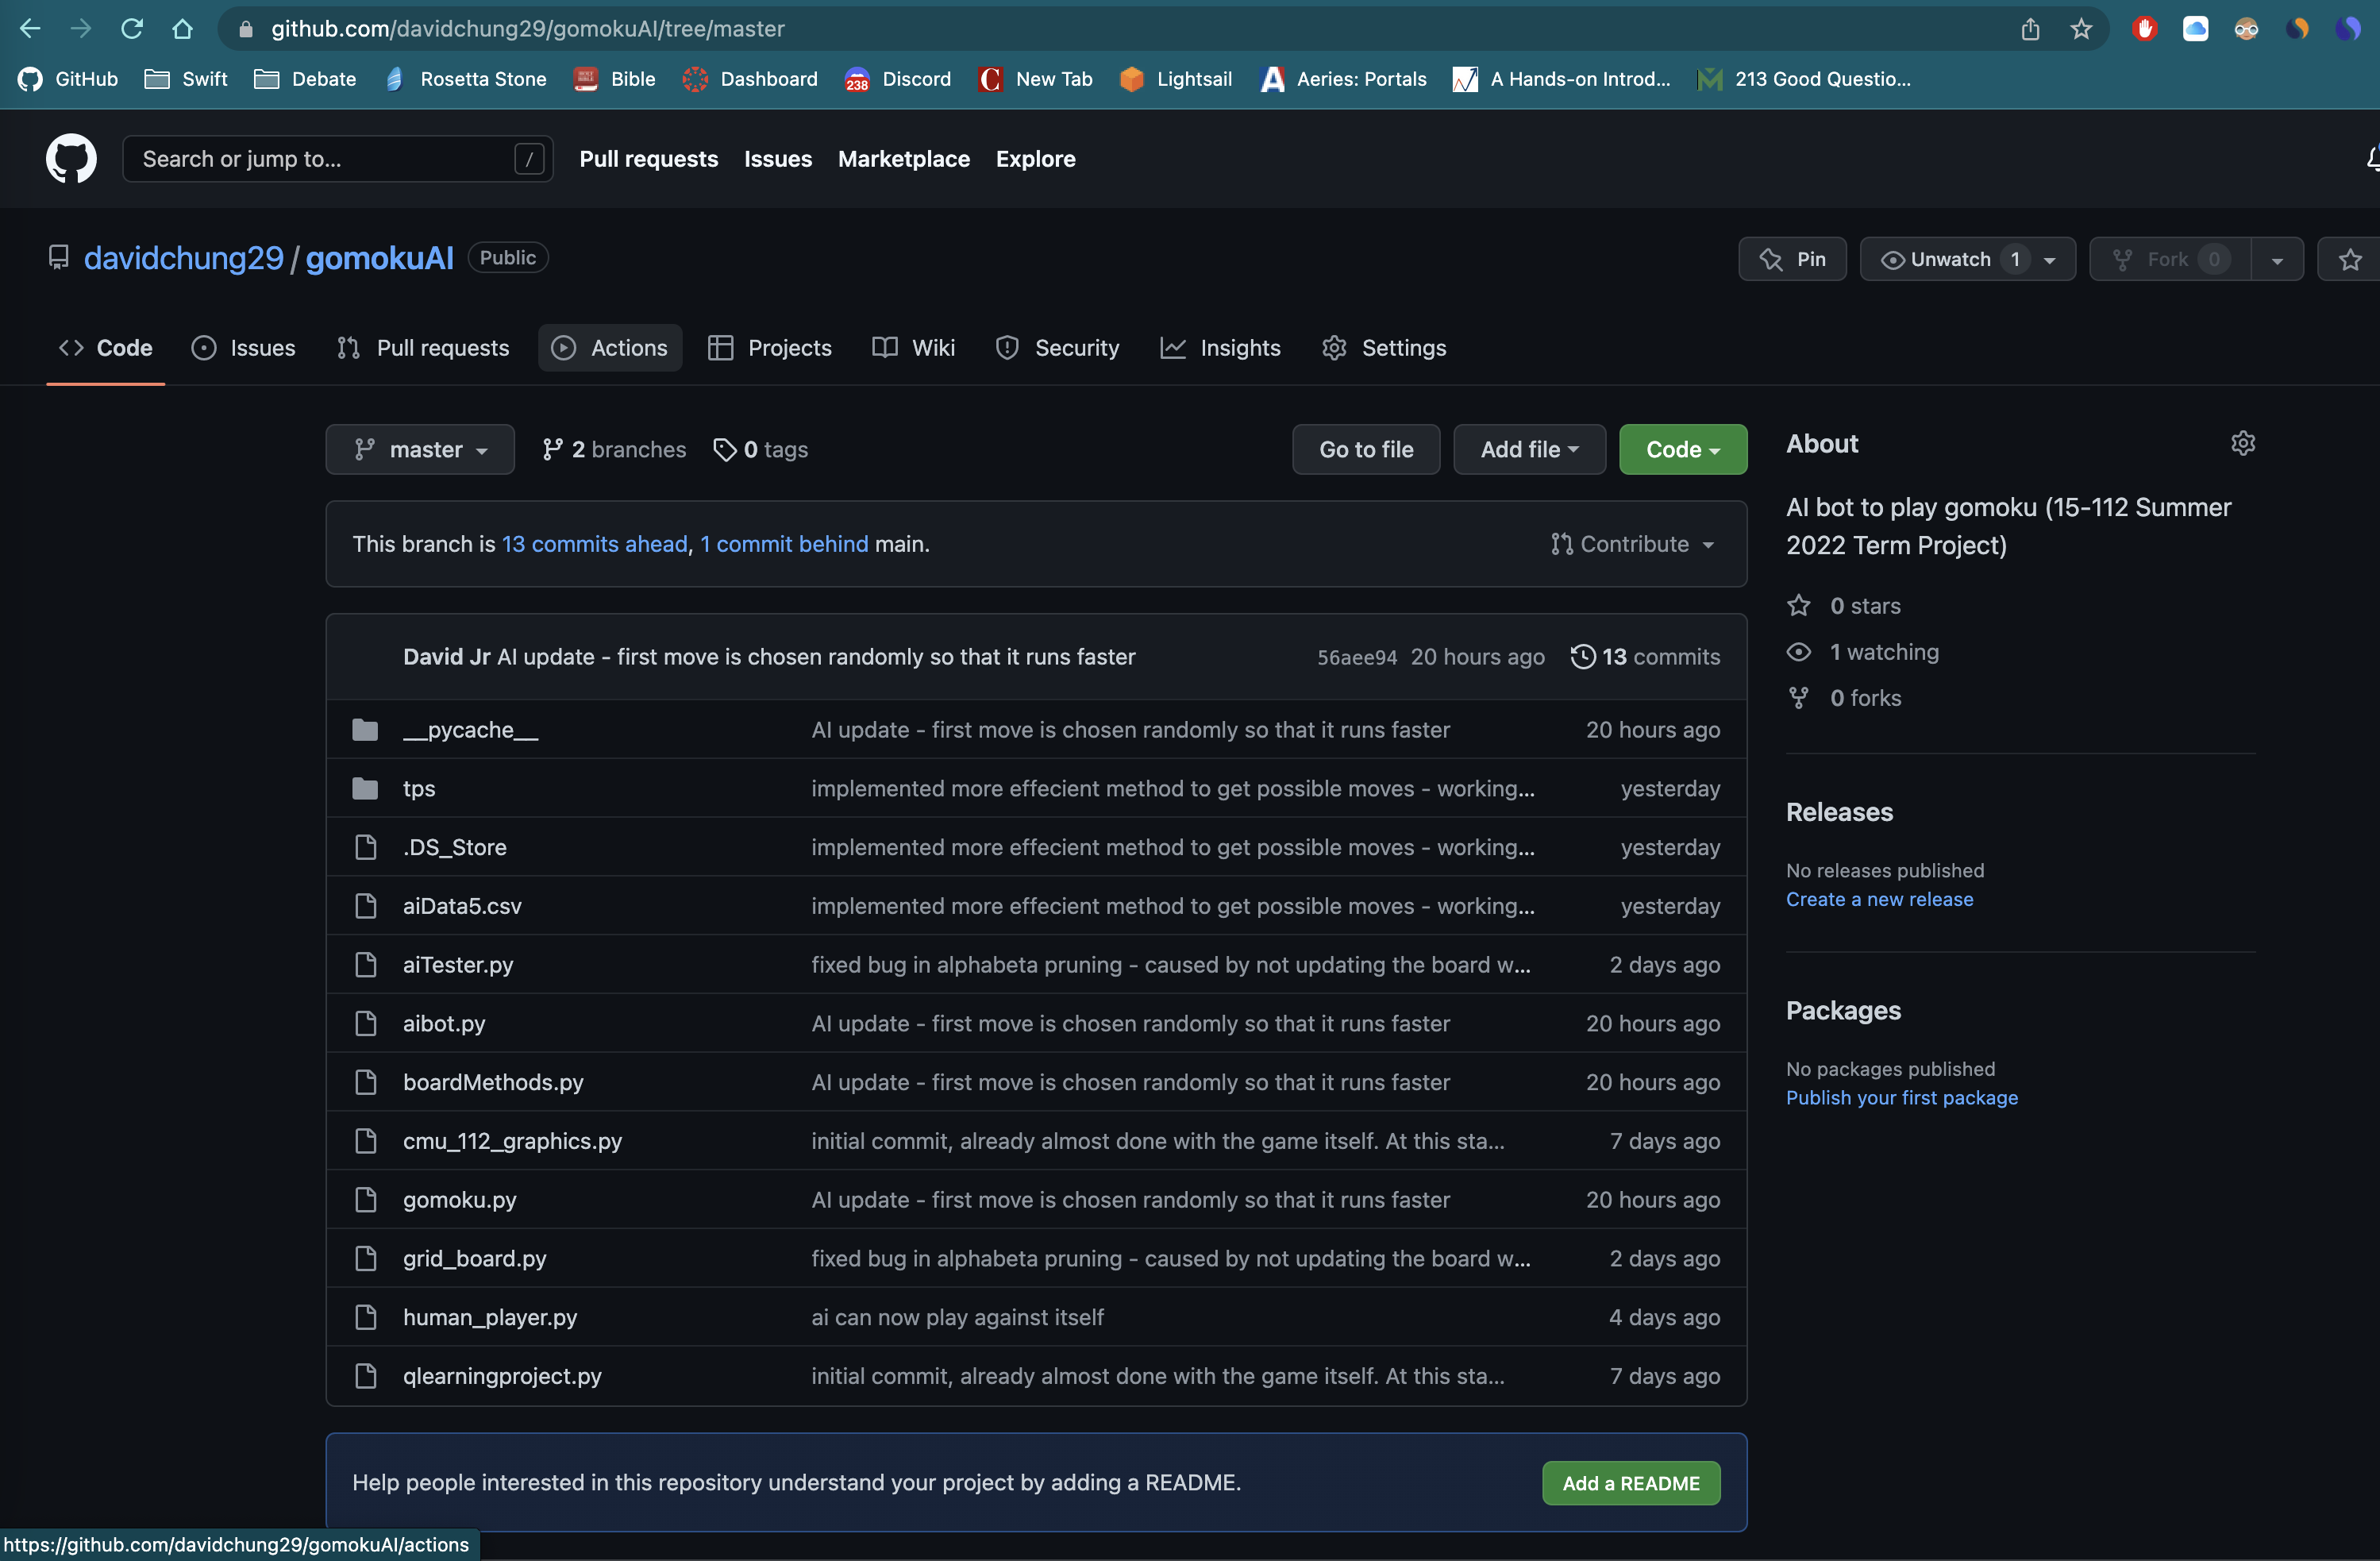 github.com/davidchung29/gomokuAI/tree/master
GitHub Swift Debate Rosetta Stone HOLY BIBLE Bible Dashboard 238 Discord C New Tab Lightsail Aeries: Portals A Hands-on Introd... 213 Good Questio...
Search or jump to... / Pull requests Issues Marketplace Explore
davidchung29 / gomokuAI Public Pin Unwatch 1 Fork 0
Code Issues Pull requests Actions Projects Wiki Security Insights Settings
master 2 branches 0 tags Go to file Add file Code
This branch is 13 commits ahead, 1 commit behind main. Contribute
David Jr AI update - first move is chosen randomly so that it runs faster 56aee94 20 hours ago 13 commits
__pycache__ AI update - first move is chosen randomly so that it runs faster 20 hours ago
tps implemented more effecient method to get possible moves - working... yesterday
.DS_Store implemented more effecient method to get possible moves - working... yesterday
aiData5.csv implemented more effecient method to get possible moves - working... yesterday
aiTester.py fixed bug in alphabeta pruning - caused by not updating the board w... 2 days ago
aibot.py AI update - first move is chosen randomly so that it runs faster 20 hours ago
boardMethods.py AI update - first move is chosen randomly so that it runs faster 20 hours ago
cmu_112_graphics.py initial commit, already almost done with the game itself. At this sta... 7 days ago
gomoku.py AI update - first move is chosen randomly so that it runs faster 20 hours ago
grid_board.py fixed bug in alphabeta pruning - caused by not updating the board w... 2 days ago
human_player.py ai can now play against itself 4 days ago
qlearningproject.py initial commit, already almost done with the game itself. At this sta... 7 days ago
Help people interested in this repository understand your project by adding a README. Add a README
About
AI bot to play gomoku (15-112 Summer
2022 Term Project)
0 stars
1 watching
0 forks
Releases
No releases published
Create a new release
Packages
No packages published
Publish your first package
https://github.com/davidchung29/gomokuAI/actions